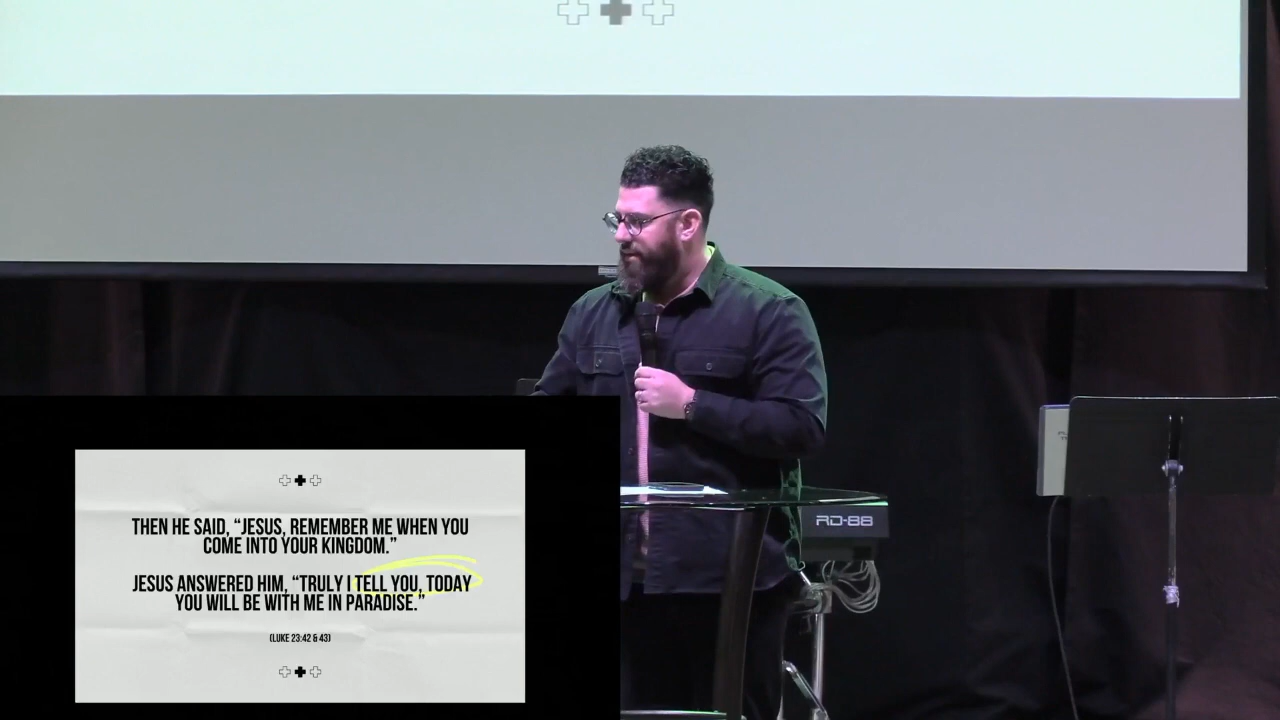 THEN HE SAID, “JESUS, REMEMBER ME WHEN YOU
COME INTO YOUR KINGDOM.”
JESUS ANSWERED HIM, “TRULY I TELL YOU, TODAY
YOU WILL BE WITH ME IN PARADISE.”
(LUKE 23:42 & 43)
RD-88